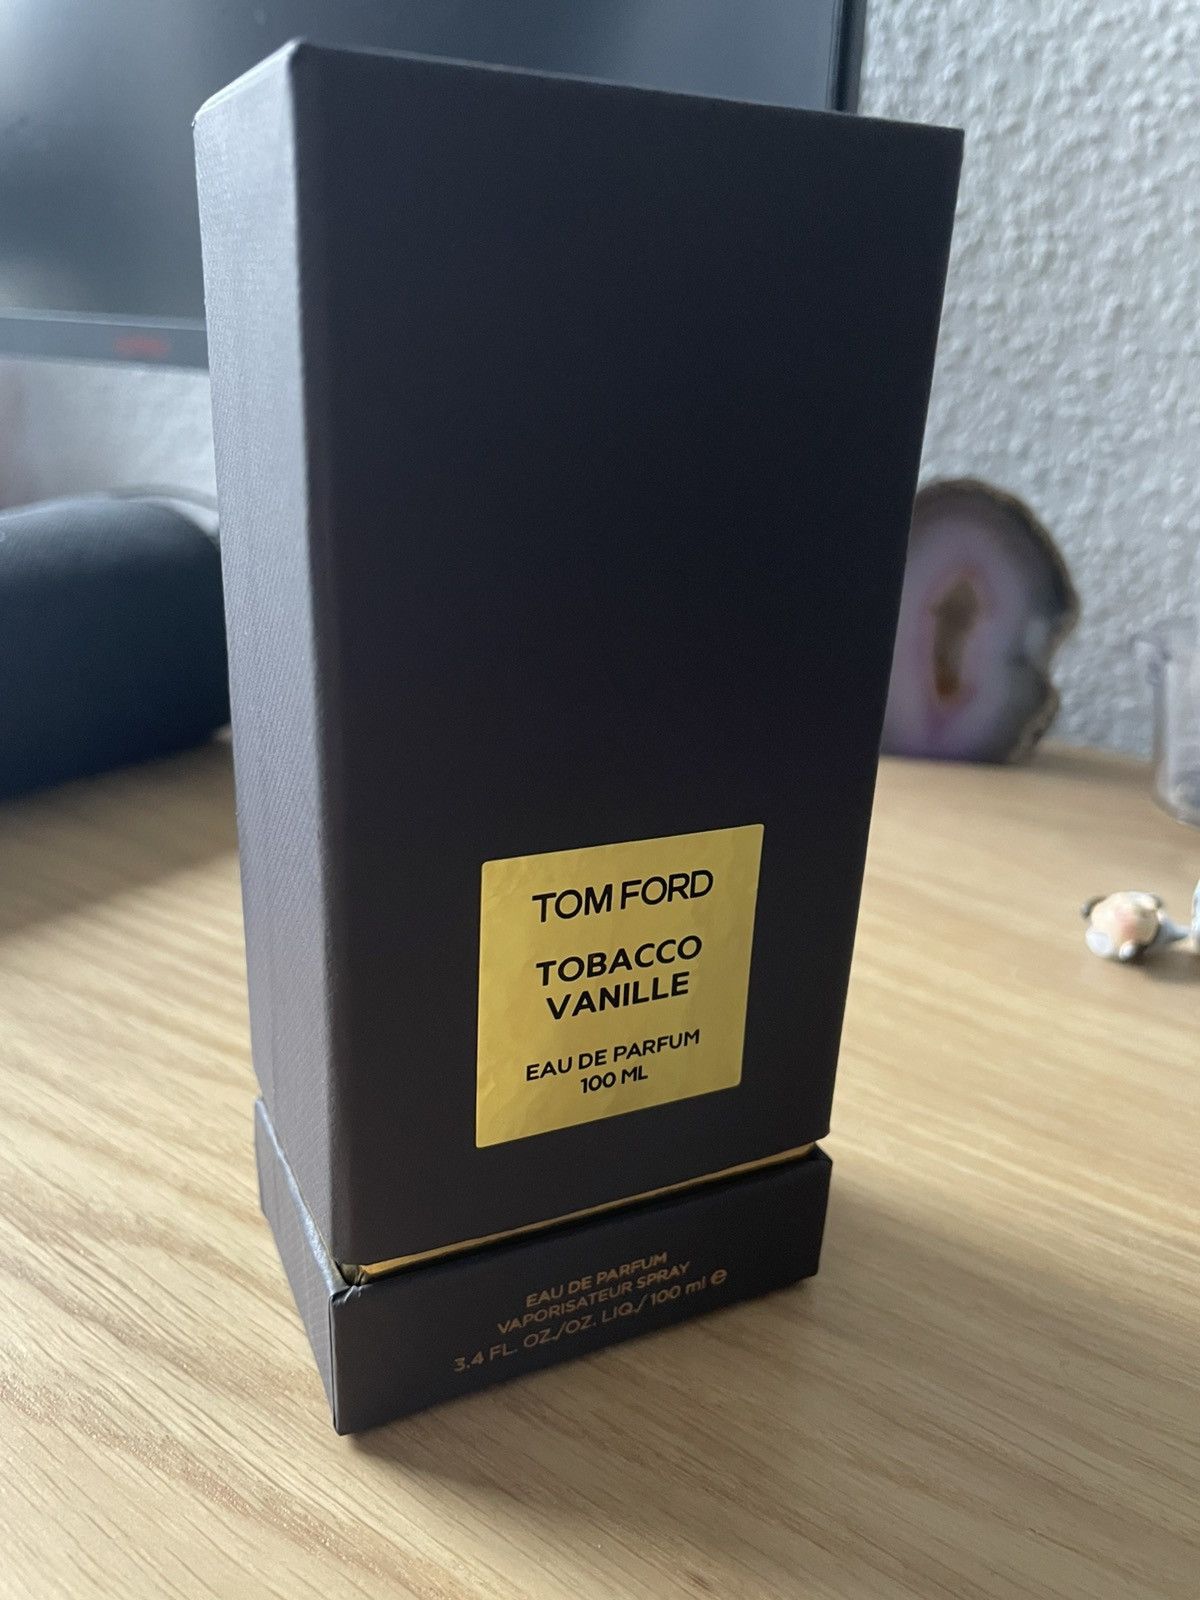 TOM FORD
TOBACCO
VANILLE
EAU DE PARFUM
100 ML
EAU DE PARFUM
VAPORISATEUR SPRAY
3.4 FL. OZ./OZ. LIQ./ 100 ml ℮